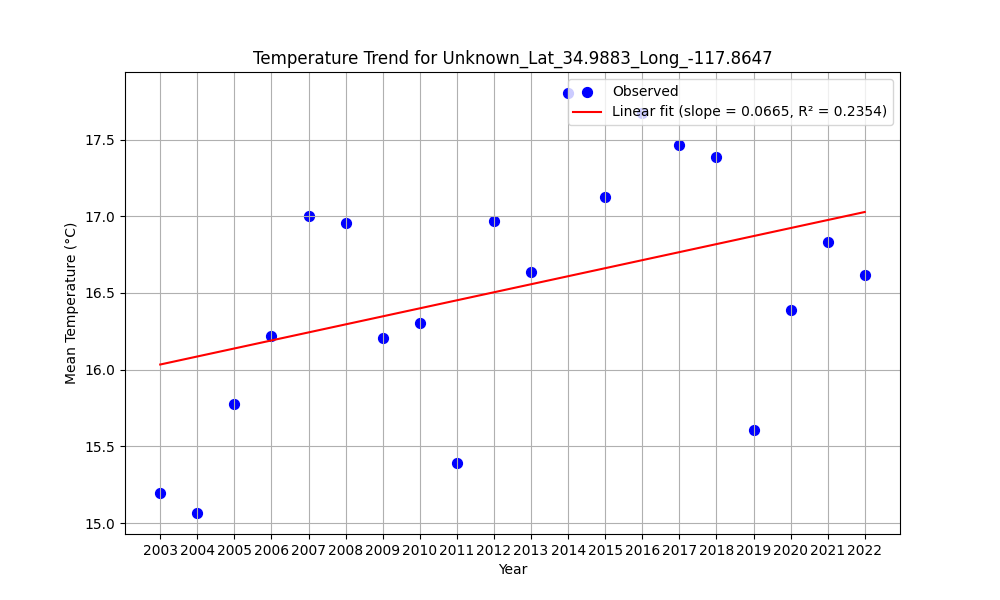 Temperature Trend for Unknown_Lat_34.9883_Long_-117.8647
Observed
Linear fit (slope = 0.0665, R² = 0.2354)
Mean Temperature (°C)
17.5
17.0
16.5
16.0
15.5
15.0
2003 2004 2005 2006 2007 2008 2009 2010 2011 2012 2013 2014 2015 2016 2017 2018 2019 2020 2021 2022
Year